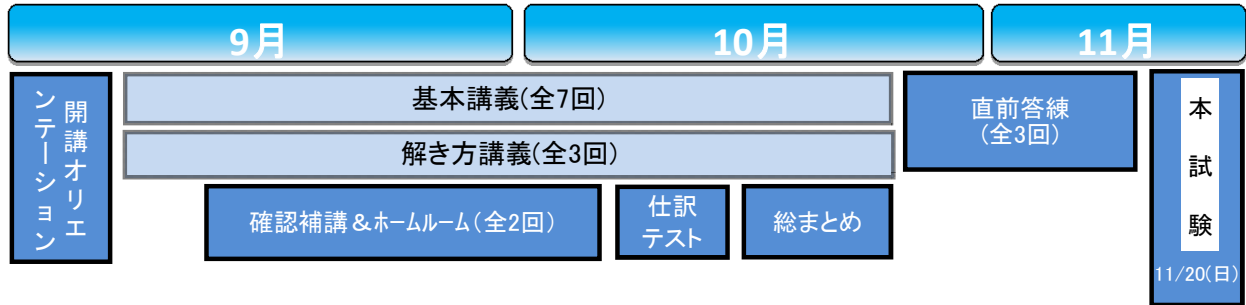 9月
10月
11月
開講オリエ
ンテーション
基本講義(全7回)
解き方講義(全3回)
確認補講&ホームルーム(全2回)
仕訳
テスト
総まとめ
直前答練
(全3回)
本試験
11/20(日)